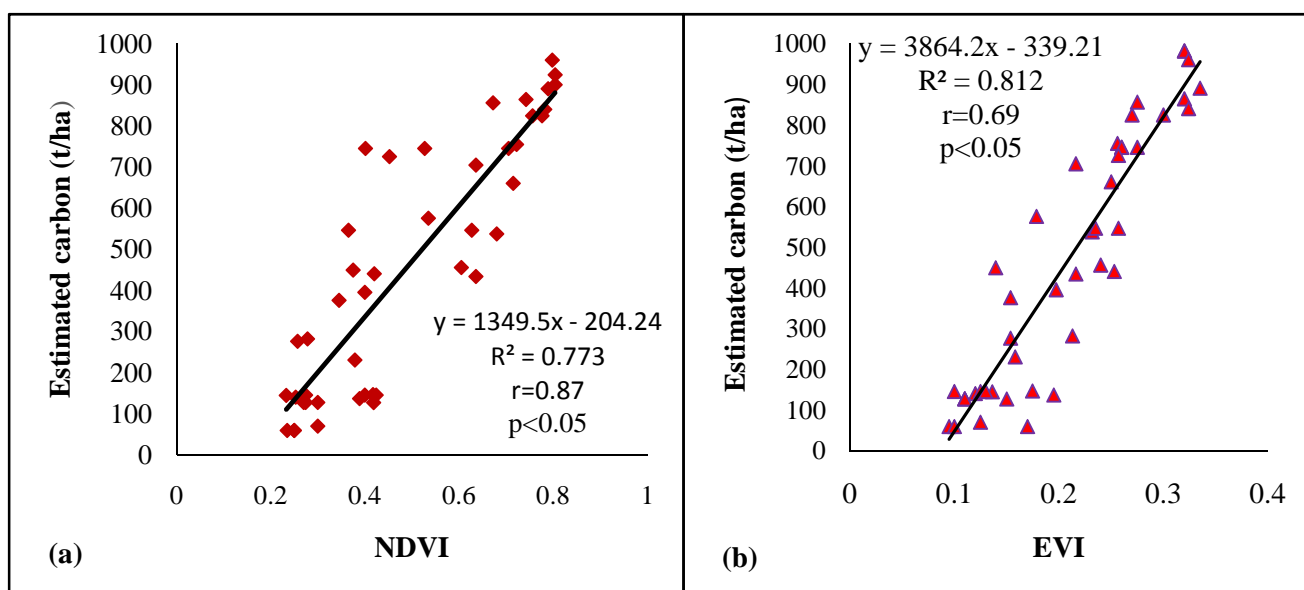 1000
900
800
700
600
500
400
300
200
100
0
Estimated carbon (t/ha)
y = 1349.5x - 204.24
R² = 0.773
r=0.87
p<0.05
0
0.2
0.4
0.6
0.8
1
(a)
NDVI
1000
900
800
700
600
500
400
300
200
100
0
Estimated carbon (t/ha)
y = 3864.2x - 339.21
R² = 0.812
r=0.69
p<0.05
0
0.1
0.2
0.3
0.4
(b)
EVI